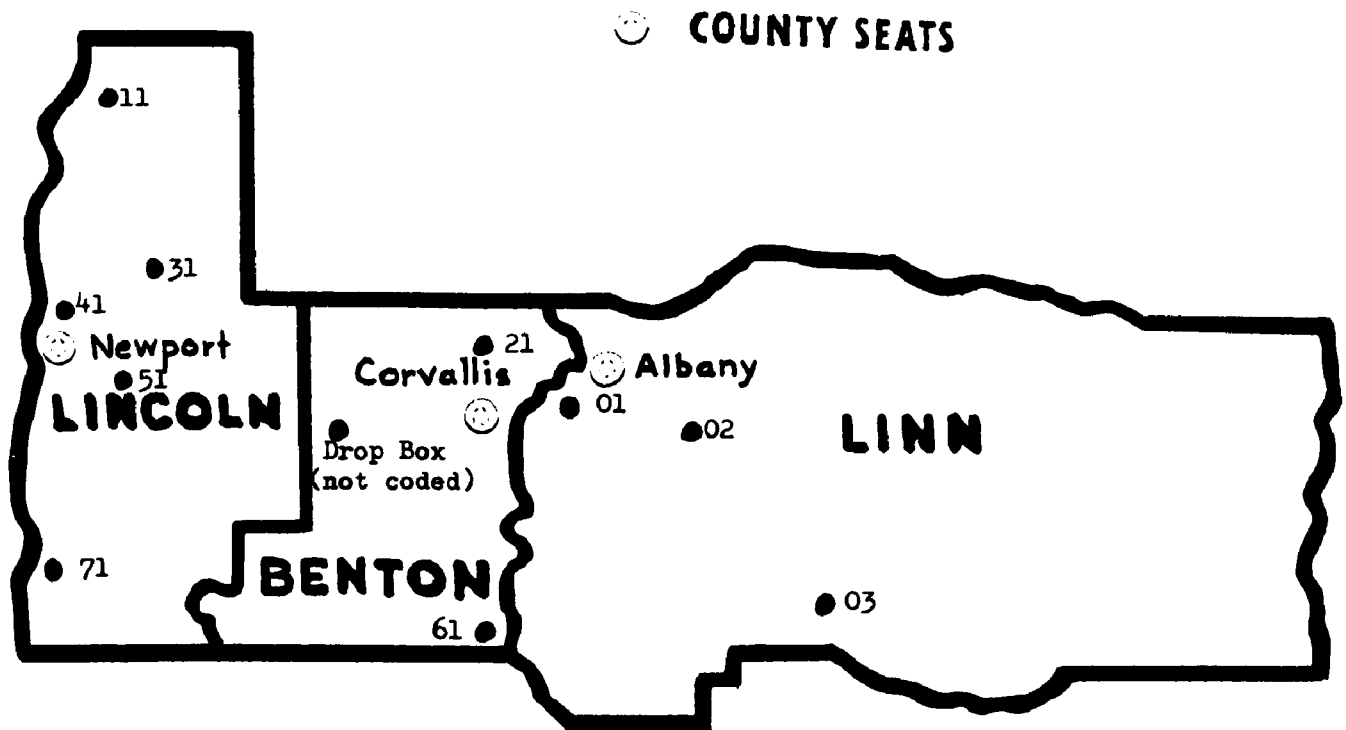 COUNTY SEATS
11
31
41
Newport
51
LINCOLN
21
Corvallis
Albany
01
02
LINN
Drop Box
(not coded)
71
BENTON
61
03